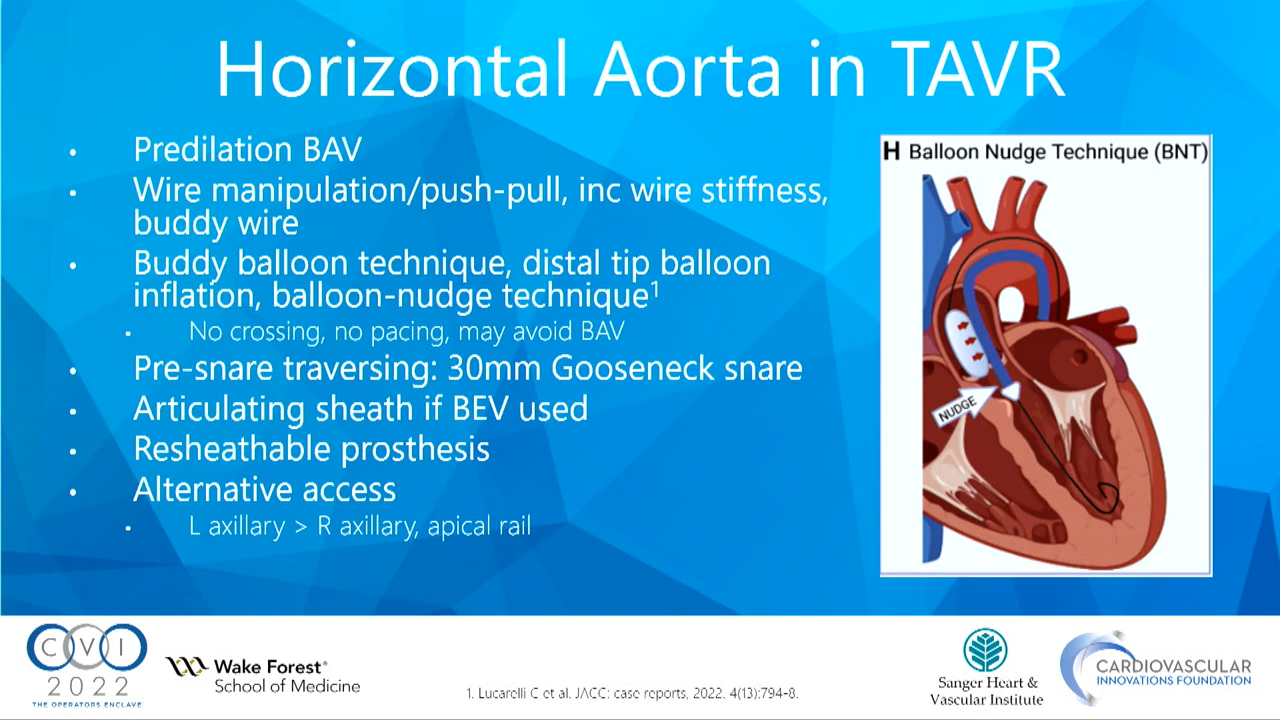 Horizontal Aorta in TAVR
• Predilation BAV
• Wire manipulation/push-pull, inc wire stiffness,
buddy wire
• Buddy balloon technique, distal tip balloon
inflation, balloon-nudge technique¹
• No crossing, no pacing, may avoid BAV
• Pre-snare traversing: 30mm Gooseneck snare
• Articulating sheath if BEV used
• Resheathable prosthesis
• Alternative access
• L axillary > R axillary, apical rail
H Balloon Nudge Technique (BNT)
NUDGE
CVI
2022
THE OPERATORS ENCLAVE
Wake Forest®
School of Medicine
1. Lucarelli C et al. JACC: case reports, 2022. 4(13):794-8.
Sanger Heart &
Vascular Institute
CARDIOVASCULAR
INNOVATIONS FOUNDATION